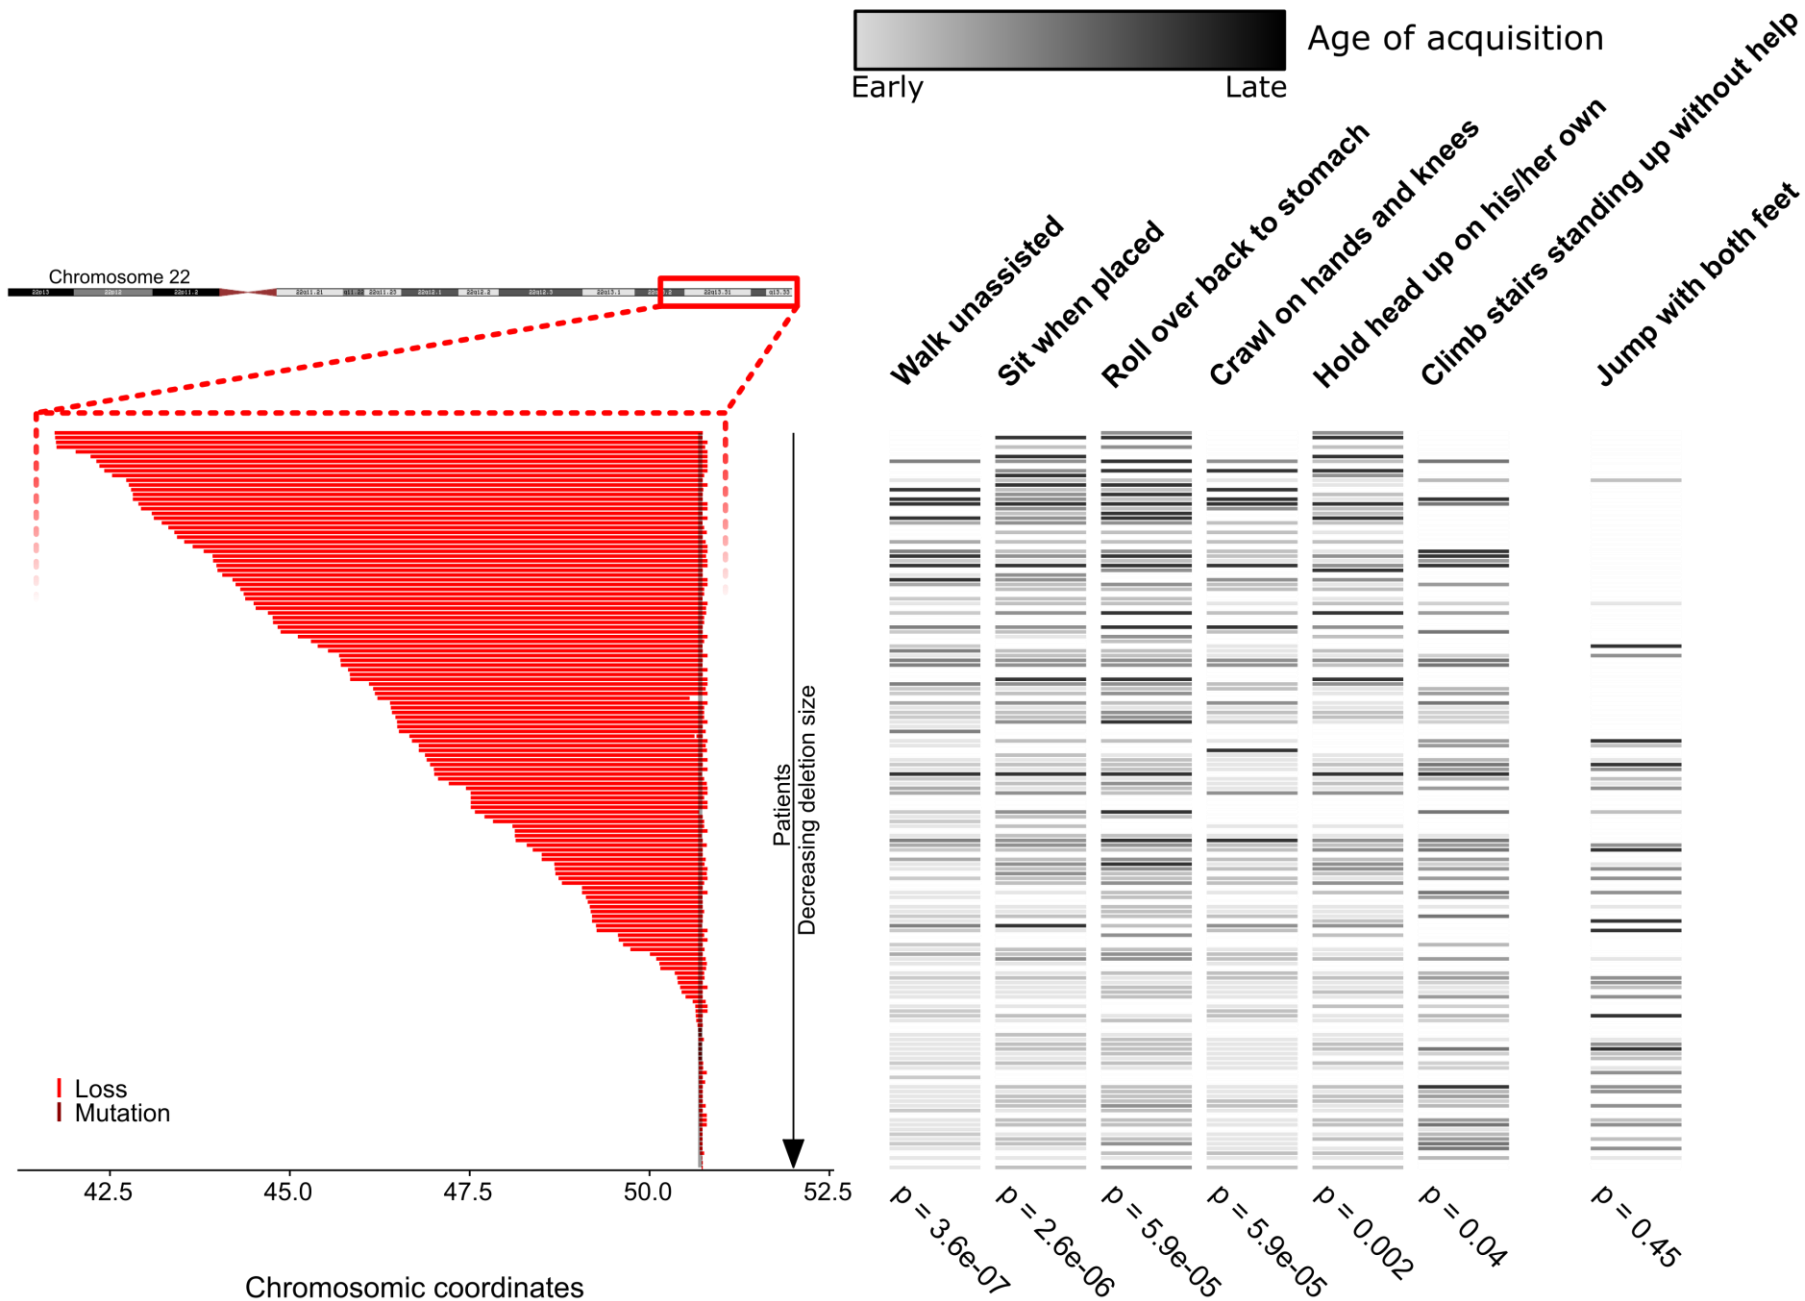 Age of acquisition
Early
Late
Walk unassisted
Sit when placed
Roll over back to stomach
Crawl on hands and knees
Hold head up on his/her own
Climb stairs standing up without help
Jump with both feet
Chromosome 22
Patients
Decreasing deletion size
Loss
Mutation
42.5
45.0
47.5
50.0
52.5
Chromosomic coordinates
p = 3.6e-07
p = 2.6e-06
p = 5.9e-05
p = 5.9e-05
p = 0.002
p = 0.04
p = 0.45